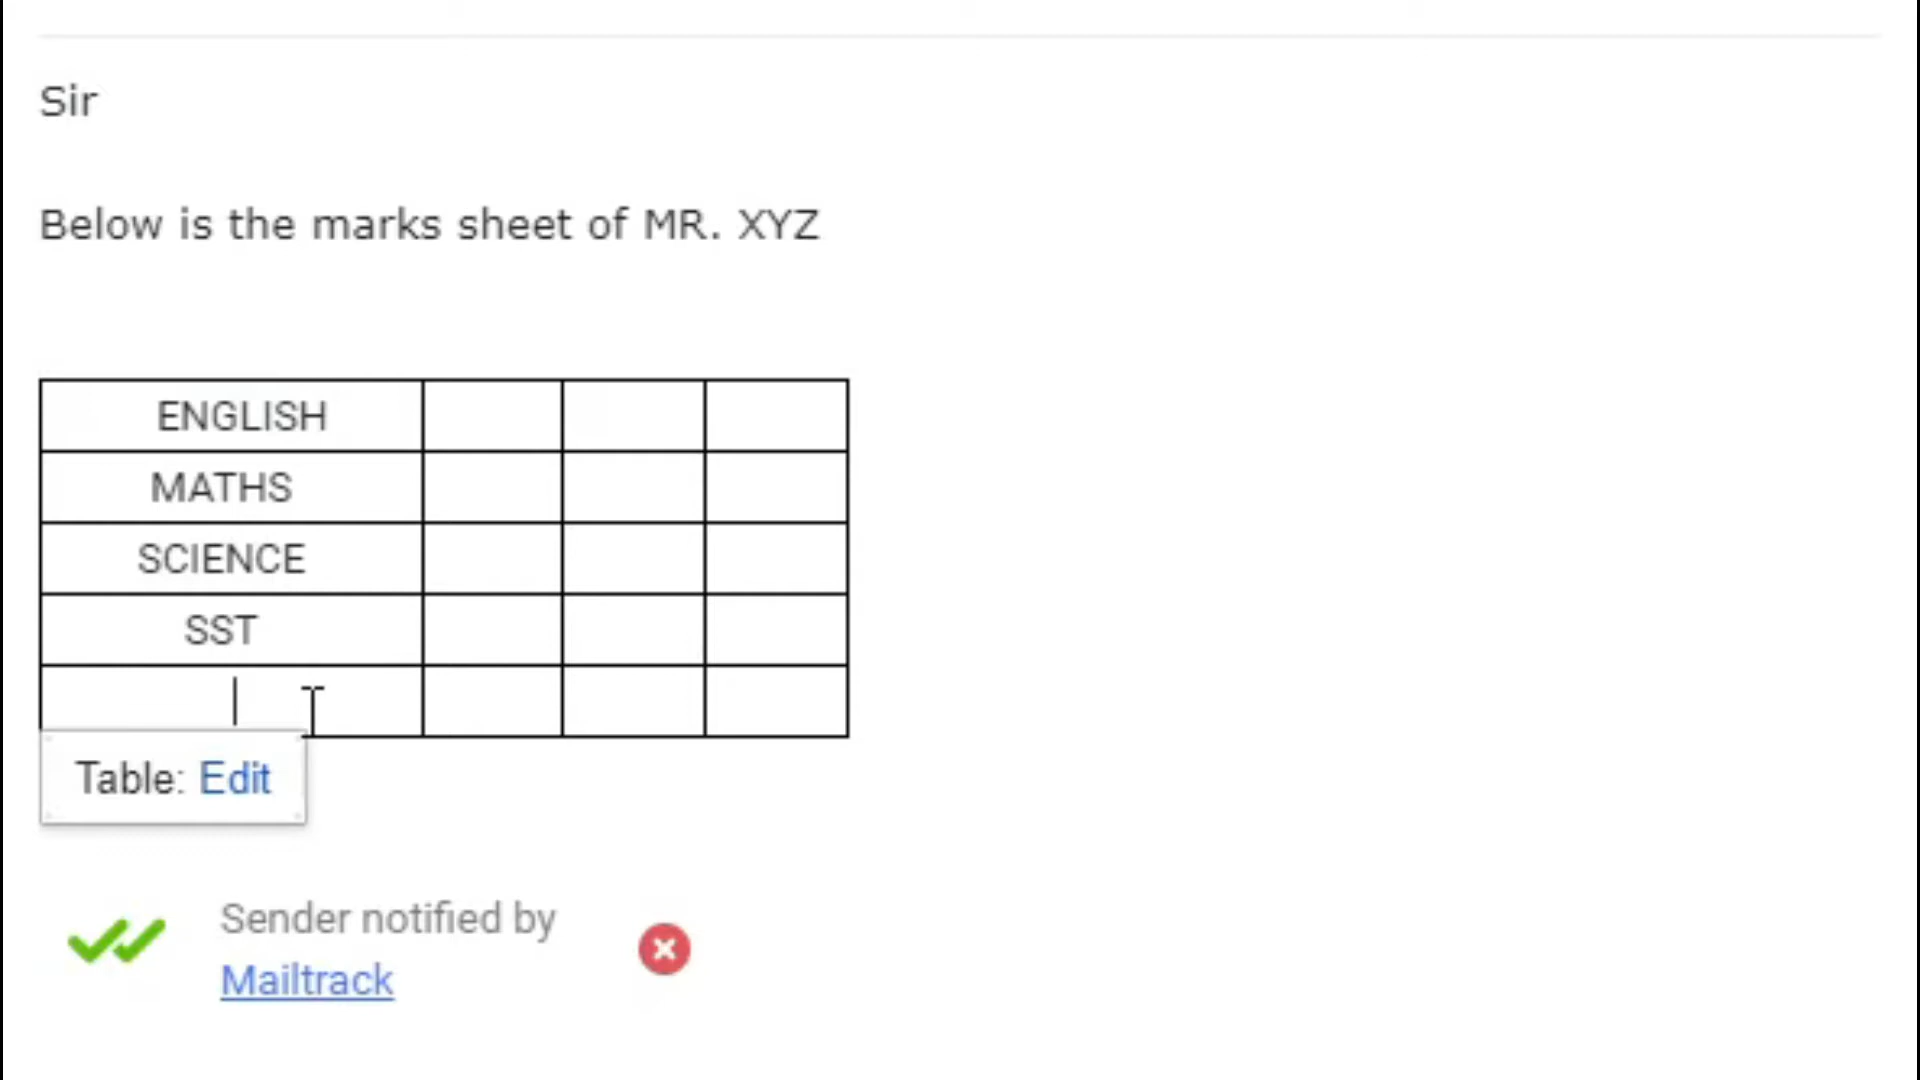 Sir
Below is the marks sheet of MR. XYZ
ENGLISH
MATHS
SCIENCE
SST
Table: Edit
Sender notified by
Mailtrack